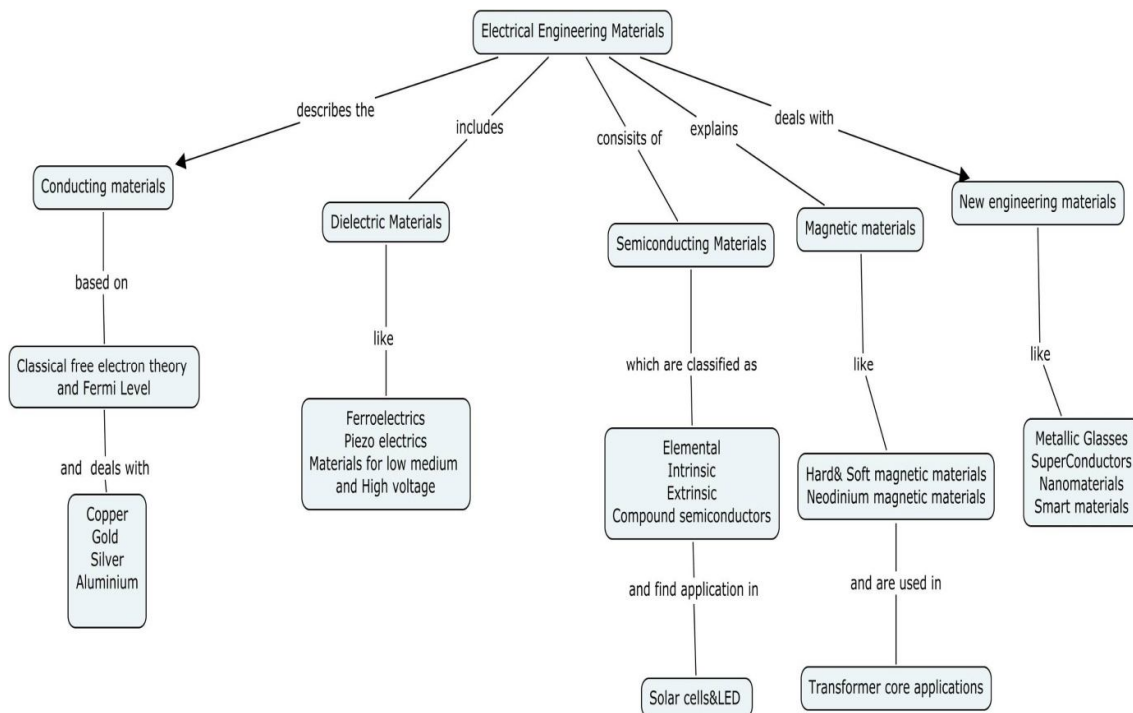 Electrical Engineering Materials
describes the
includes
consisits of
explains
deals with
Conducting materials
Dielectric Materials
Semiconducting Materials
Magnetic materials
New engineering materials
based on
like
which are classified as
like
like
Classical free electron theory
and Fermi Level
Ferroelectrics
Piezo electrics
Materials for low medium
and High voltage
Elemental
Intrinsic
Extrinsic
Compound semiconductors
Hard& Soft magnetic materials
Neodinium magnetic materials
Metallic Glasses
SuperConductors
Nanomaterials
Smart materials
and deals with
Copper
Gold
Silver
Aluminium
and find application in
and are used in
Solar cells&LED
Transformer core applications